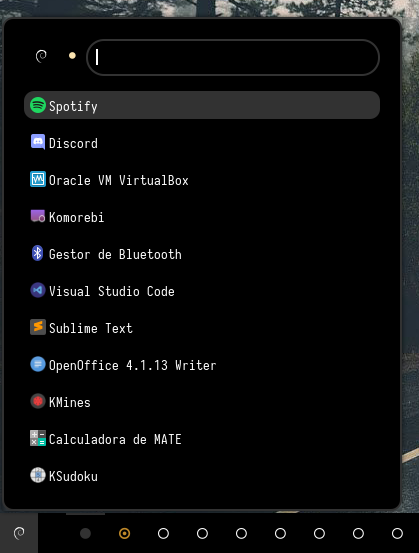 Spotify
Discord
Oracle VM VirtualBox
Komorebi
Gestor de Bluetooth
Visual Studio Code
Sublime Text
OpenOffice 4.1.13 Writer
KMines
Calculadora de MATE
KSudoku